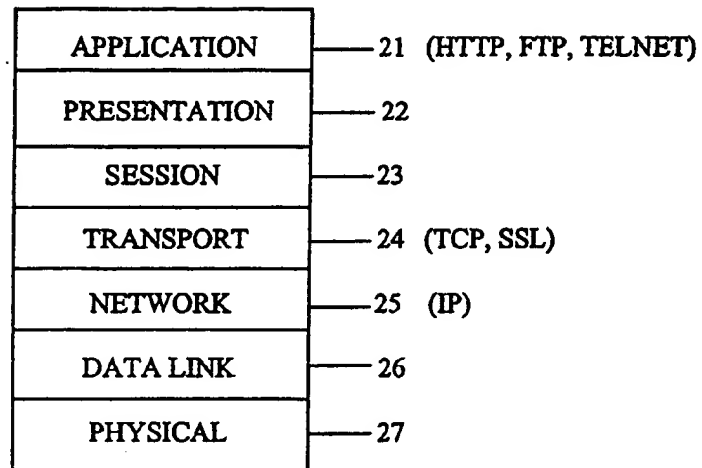 APPLICATION 21 (HTTP, FTP, TELNET)
PRESENTATION 22
SESSION 23
TRANSPORT 24 (TCP, SSL)
NETWORK 25 (IP)
DATA LINK 26
PHYSICAL 27